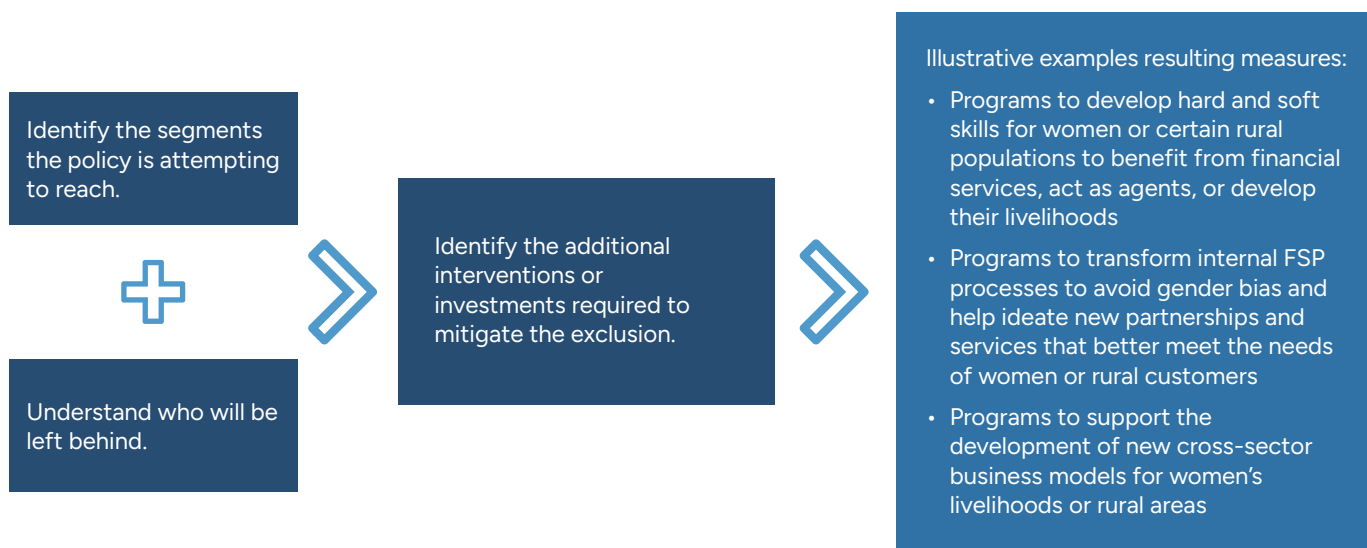 Identify the segments
the policy is attempting
to reach.
Understand who will be
left behind.
Identify the additional
interventions or
investments required to
mitigate the exclusion.
Illustrative examples resulting measures:
• Programs to develop hard and soft
skills for women or certain rural
populations to benefit from financial
services, act as agents, or develop
their livelihoods
• Programs to transform internal FSP
processes to avoid gender bias and
help ideate new partnerships and
services that better meet the needs
of women or rural customers
• Programs to support the
development of new cross-sector
business models for women’s
livelihoods or rural areas